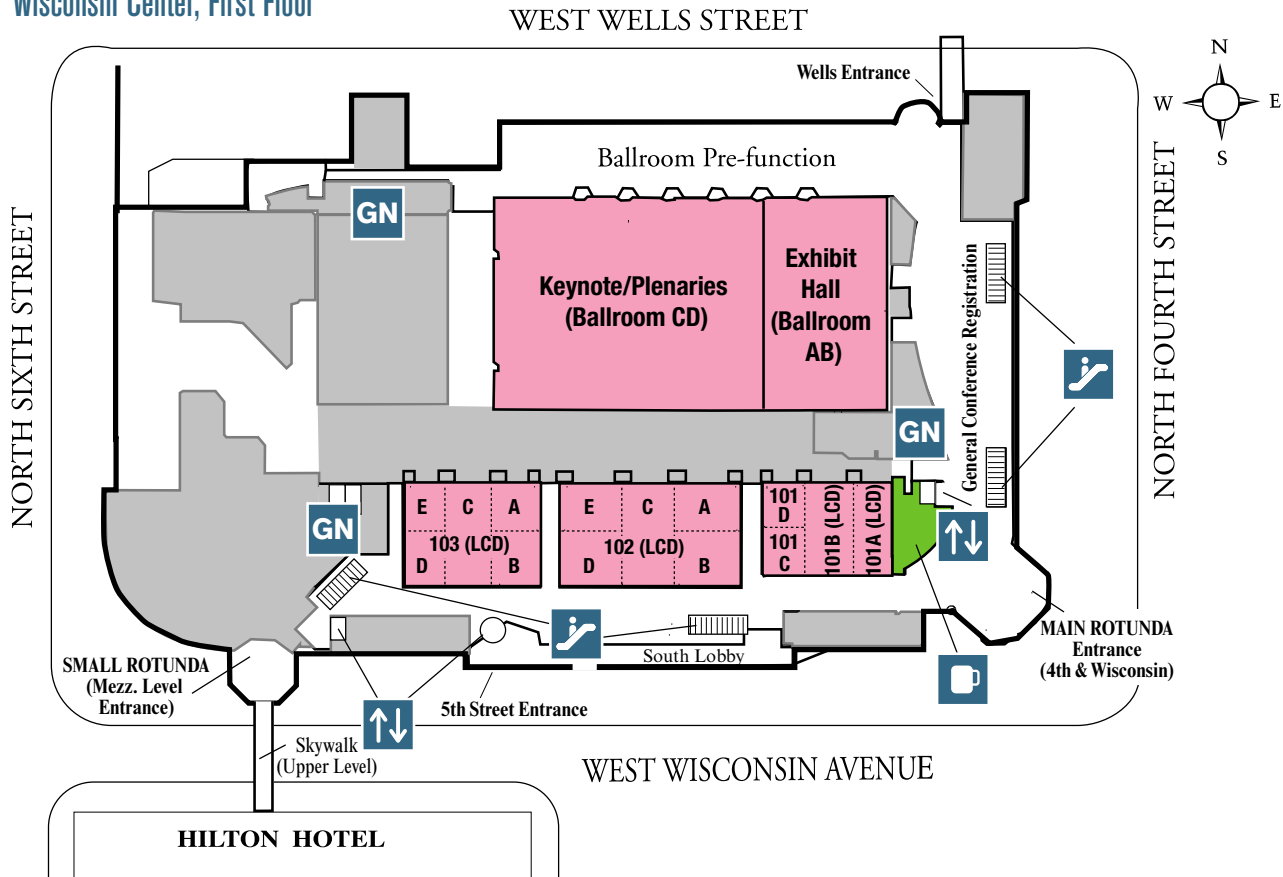 Wisconsin Center, First Floor
WEST WELLS STREET
N
W
E
S
Wells Entrance
Ballroom Pre-function
GN
NORTH SIXTH STREET
Keynote/Plenaries
(Ballroom CD)
Exhibit
Hall
(Ballroom
AB)
General Conference Registration
NORTH FOURTH STREET
GN
GN
E
C
A
103 (LCD)
D
B
E
C
A
102 (LCD)
D
B
101
D
101
C
101B (LCD)
101A (LCD)
MAIN ROTUNDA
Entrance
(4th & Wisconsin)
South Lobby
SMALL ROTUNDA
(Mezz. Level
Entrance)
5th Street Entrance
Skywalk
(Upper Level)
WEST WISCONSIN AVENUE
HILTON HOTEL